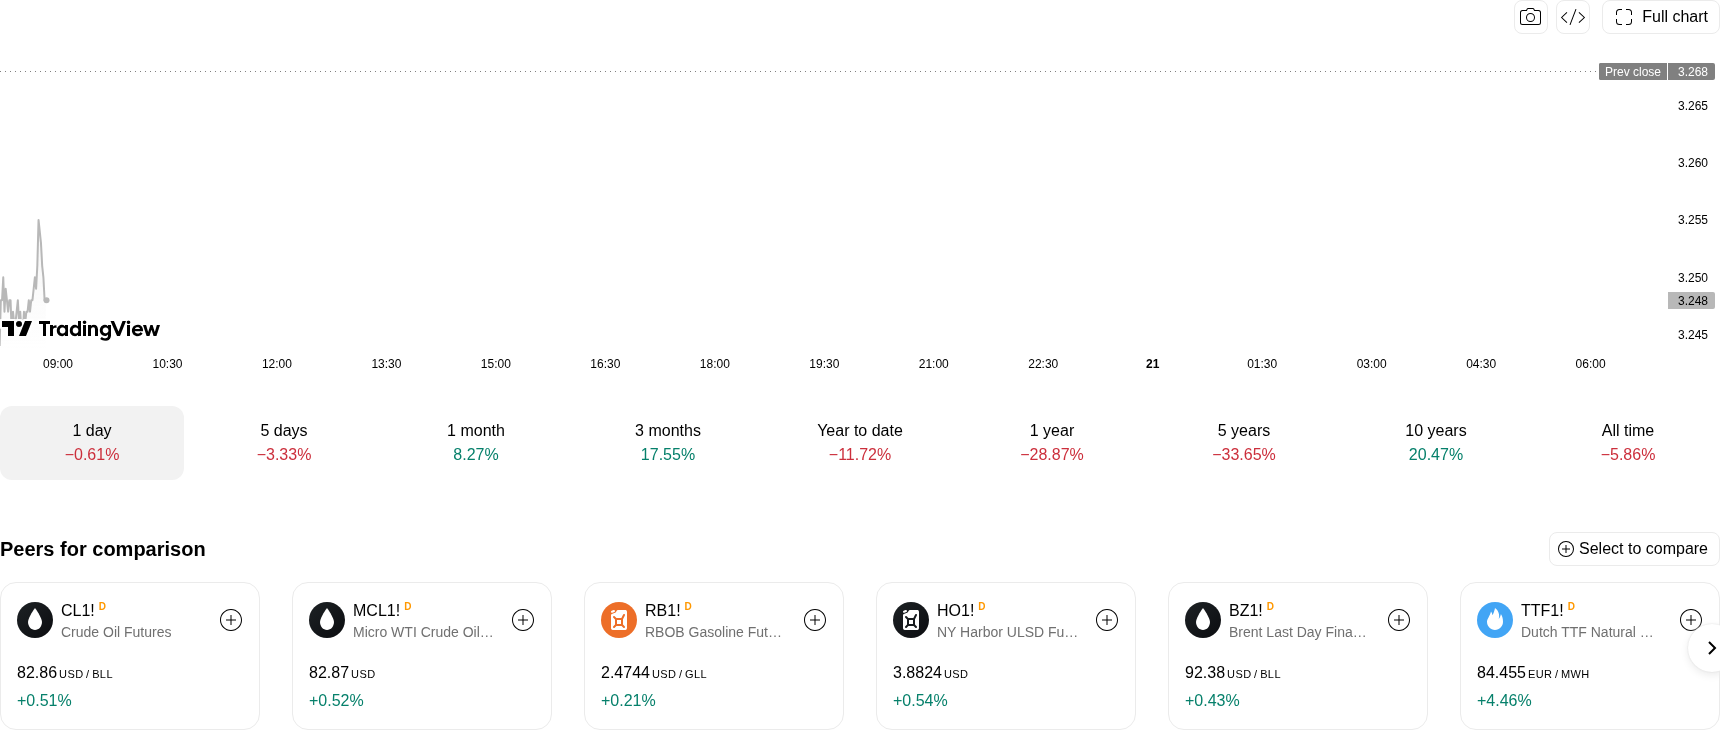 Full chart
Prev close 3.268
3.265
3.260
3.255
3.250
3.248
3.245
TradingView
09:00 10:30 12:00 13:30 15:00 16:30 18:00 19:30 21:00 22:30 21 01:30 03:00 04:30 06:00
1 day 5 days 1 month 3 months Year to date 1 year 5 years 10 years All time
−0.61% −3.33% 8.27% 17.55% −11.72% −28.87% −33.65% 20.47% −5.86%
Peers for comparison
Select to compare
CL1! D
Crude Oil Futures
82.86 USD / BLL
+0.51%
MCL1! D
Micro WTI Crude Oil…
82.87 USD
+0.52%
RB1! D
RBOB Gasoline Fut…
2.4744 USD / GLL
+0.21%
HO1! D
NY Harbor ULSD Fu…
3.8824 USD
+0.54%
BZ1! D
Brent Last Day Fina…
92.38 USD / BLL
+0.43%
TTF1! D
Dutch TTF Natural …
84.455 EUR / MWH
+4.46%